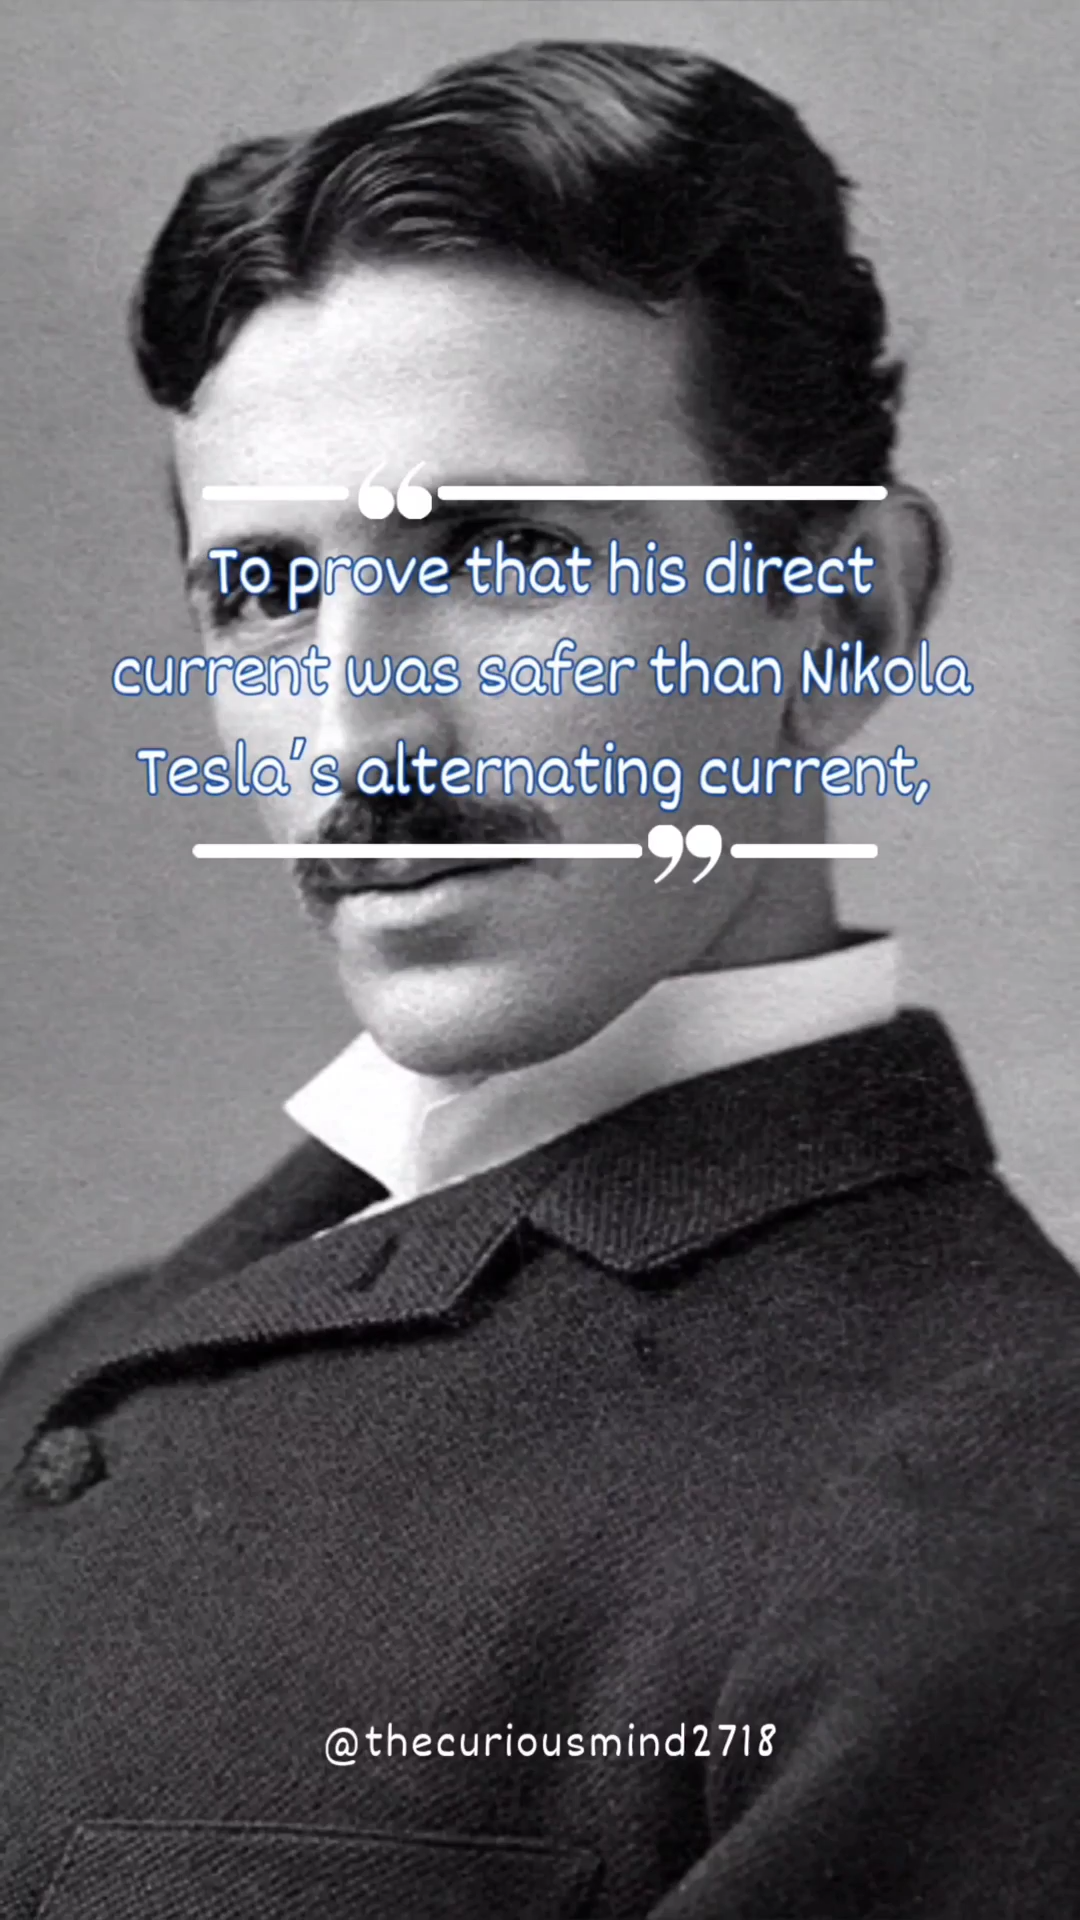 To prove that his direct
current was safer than Nikola
Tesla's alternating current,
@thecuriousmind2718